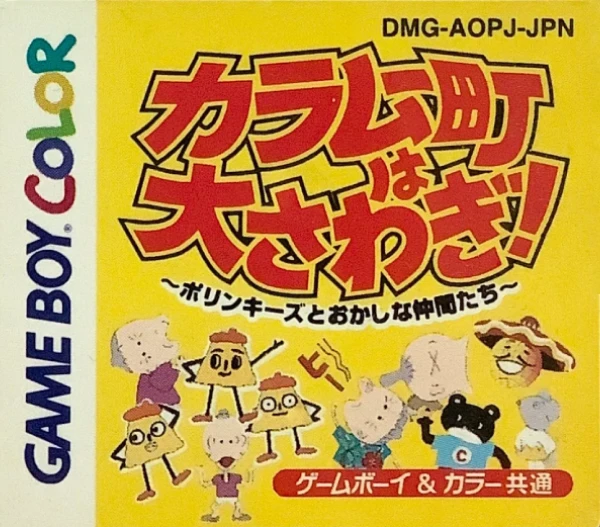 DMG-AOPJ-JPN
GAME BOY COLOR
カラムー町
は
大さわぎ!
～ポリンキーズとおかしな仲間たち～
C
ゲームボーイ & カラー共通